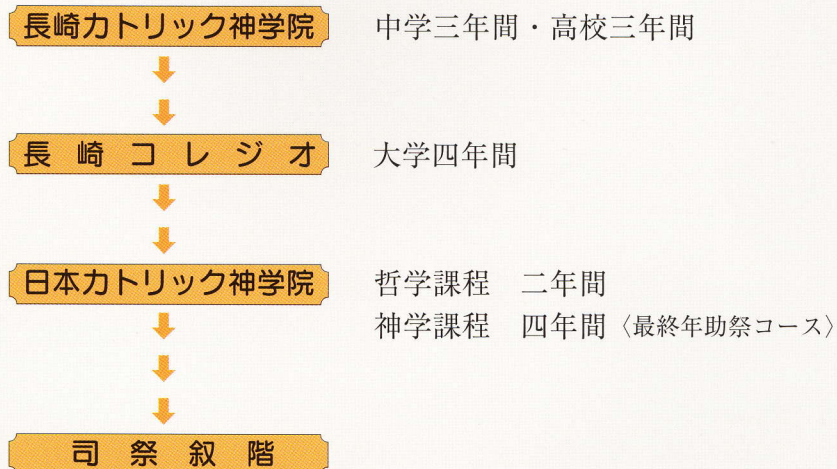 長崎カトリック神学院　中学三年間・高校三年間
長崎コレジオ　大学四年間
日本カトリック神学院　哲学課程　二年間
神学課程　四年間〈最終年助祭コース〉
司祭叙階